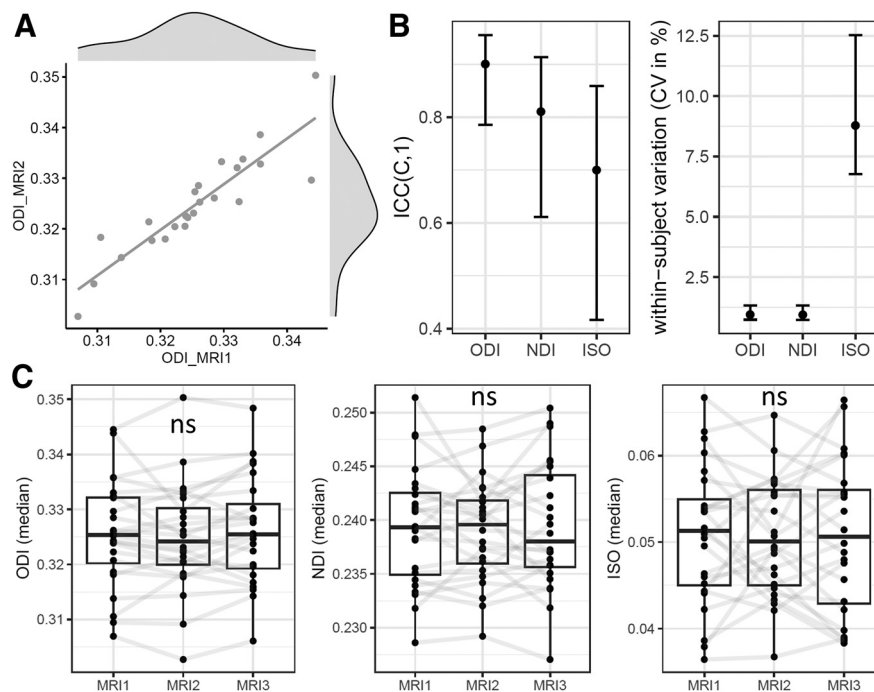 A
0.35
0.34
0.33
0.32
0.31
ODI_MRI2
0.31 0.32 0.33 0.34
ODI_MRI1
B
0.8
0.6
0.4
ICC(C,1)
ODI NDI ISO
12.5
10.0
7.5
5.0
2.5
within-subject variation (CV in %)
ODI NDI ISO
C
ns
0.35
0.34
0.33
0.32
0.31
ODI (median)
MRI1 MRI2 MRI3
ns
0.250
0.245
0.240
0.235
0.230
NDI (median)
MRI1 MRI2 MRI3
ns
0.06
0.05
0.04
ISO (median)
MRI1 MRI2 MRI3